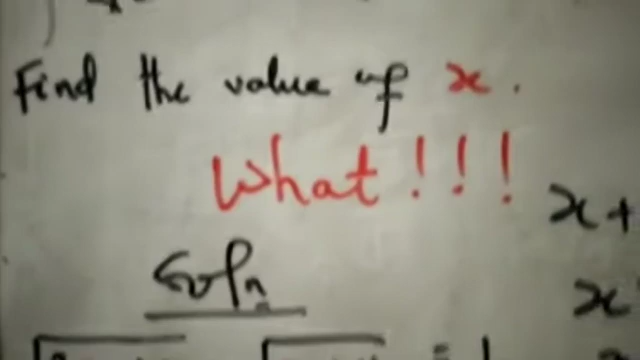 Find the value of x.
What!!!
x +
Soln
x